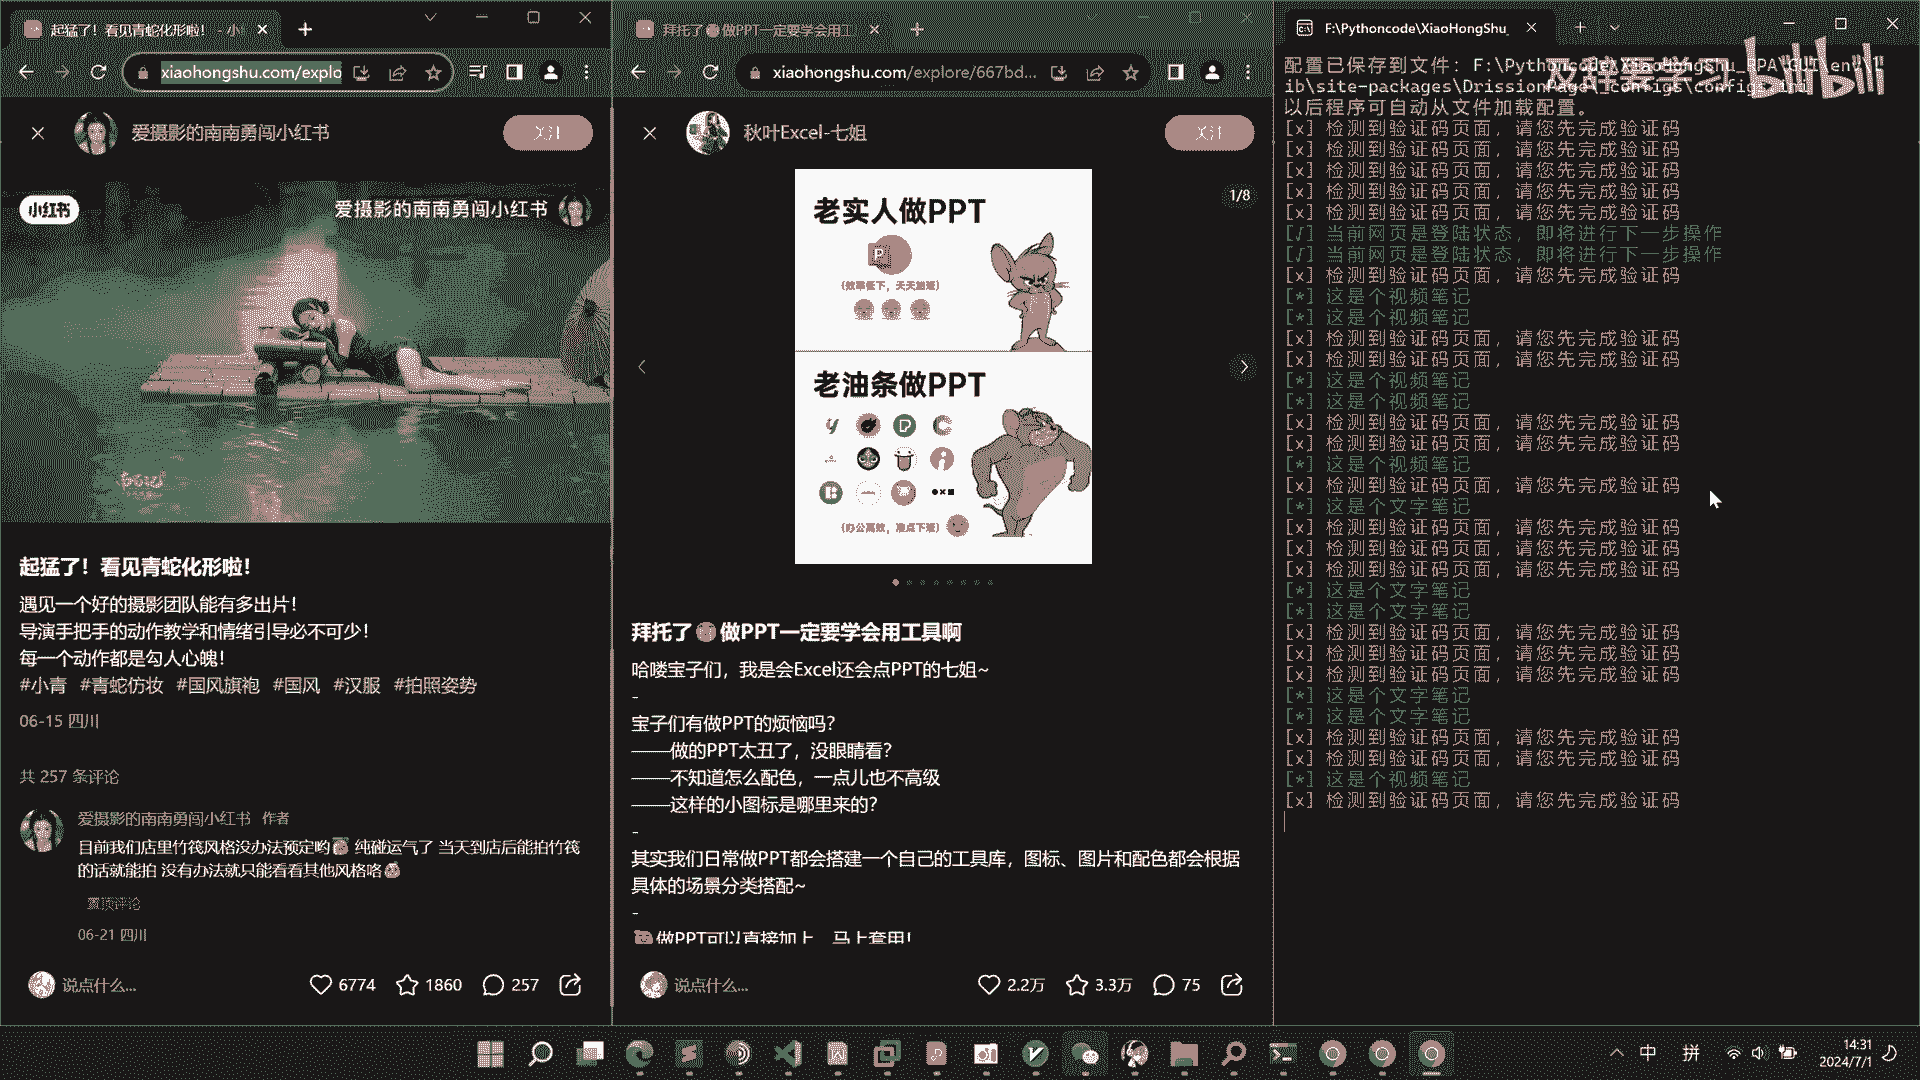 起猛了！看见青蛇化形啦！ - 小
xiaohongshu.com/explo
爱摄影的南南勇闯小红书
关注
小红书
爱摄影的南南勇闯小红书
起猛了！看见青蛇化形啦！
遇见一个好的摄影团队能有多出片！
导演手把手的动作教学和情绪引导必不可少！
每一个动作都是勾人心魄！
#小青 #青蛇仿妆 #国风旗袍 #国风 #汉服 #拍照姿势
06-15 四川
共 257 条评论
爱摄影的南南勇闯小红书 作者
目前我们店里竹筏风格没办法预定哟 纯碰运气了 当天到店后能拍竹筏
的话就能拍 没有办法就只能看看其他风格咯
置顶评论
06-21 四川
说点什么...
6774
1860
257
拜托了 做PPT一定要学会用工
xiaohongshu.com/explore/667bd...
秋叶Excel-七姐
关注
1/8
老实人做PPT
（效率低下，天天加班）
老油条做PPT
（办公高效，准点下班）
拜托了 做PPT一定要学会用工具啊
哈喽宝子们，我是会Excel还会点PPT的七姐~
-
宝子们有做PPT的烦恼吗？
——做的PPT太丑了，没眼睛看？
——不知道怎么配色，一点儿也不高级
——这样的小图标是哪里来的？
-
其实我们日常做PPT都会搭建一个自己的工具库，图标、图片和配色都会根据
具体的场景分类搭配~
-
做PPT可以直接加上，马上套用！
说点什么...
2.2万
3.3万
75
F:\Pythoncode\XiaoHongShu_
bilibili
配置已保存到文件：F:\Pythoncode\XiaoHongShu_RPA_GUI\en
ib\site-packages\DrissionPage\_configs\configs.ini
以后程序可自动从文件加载配置。
[x] 检测到验证码页面，请您先完成验证码
[x] 检测到验证码页面，请您先完成验证码
[x] 检测到验证码页面，请您先完成验证码
[x] 检测到验证码页面，请您先完成验证码
[x] 检测到验证码页面，请您先完成验证码
[√] 当前网页是登陆状态，即将进行下一步操作
[√] 当前网页是登陆状态，即将进行下一步操作
[x] 检测到验证码页面，请您先完成验证码
[*] 这是个视频笔记
[*] 这是个视频笔记
[x] 检测到验证码页面，请您先完成验证码
[x] 检测到验证码页面，请您先完成验证码
[*] 这是个视频笔记
[*] 这是个视频笔记
[x] 检测到验证码页面，请您先完成验证码
[x] 检测到验证码页面，请您先完成验证码
[*] 这是个视频笔记
[x] 检测到验证码页面，请您先完成验证码
[*] 这是个文字笔记
[x] 检测到验证码页面，请您先完成验证码
[x] 检测到验证码页面，请您先完成验证码
[x] 检测到验证码页面，请您先完成验证码
[*] 这是个文字笔记
[*] 这是个文字笔记
[x] 检测到验证码页面，请您先完成验证码
[x] 检测到验证码页面，请您先完成验证码
[x] 检测到验证码页面，请您先完成验证码
[*] 这是个文字笔记
[*] 这是个文字笔记
[x] 检测到验证码页面，请您先完成验证码
[x] 检测到验证码页面，请您先完成验证码
[*] 这是个视频笔记
[x] 检测到验证码页面，请您先完成验证码
中
拼
14:31
2024/7/1